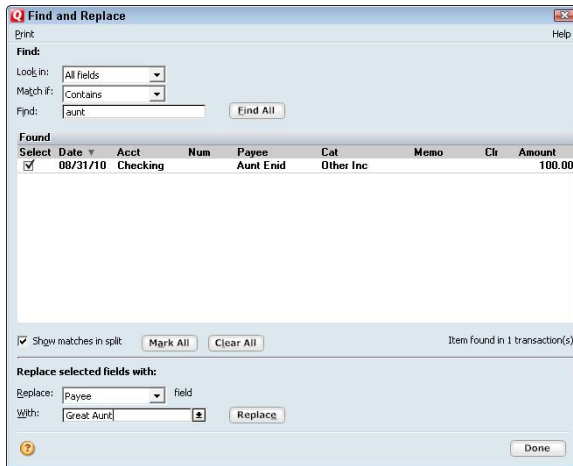 Find and Replace
Print Help
Find:
Look in: All fields
Match if: Contains
Find: aunt Find All
Found
Select Date Acct Num Payee Cat Memo Clr Amount
08/31/10 Checking Aunt Enid Other Inc 100.00
Show matches in split Mark All Clear All Item found in 1 transaction(s)
Replace selected fields with:
Replace: Payee field
With: Great Aunt Replace
Done